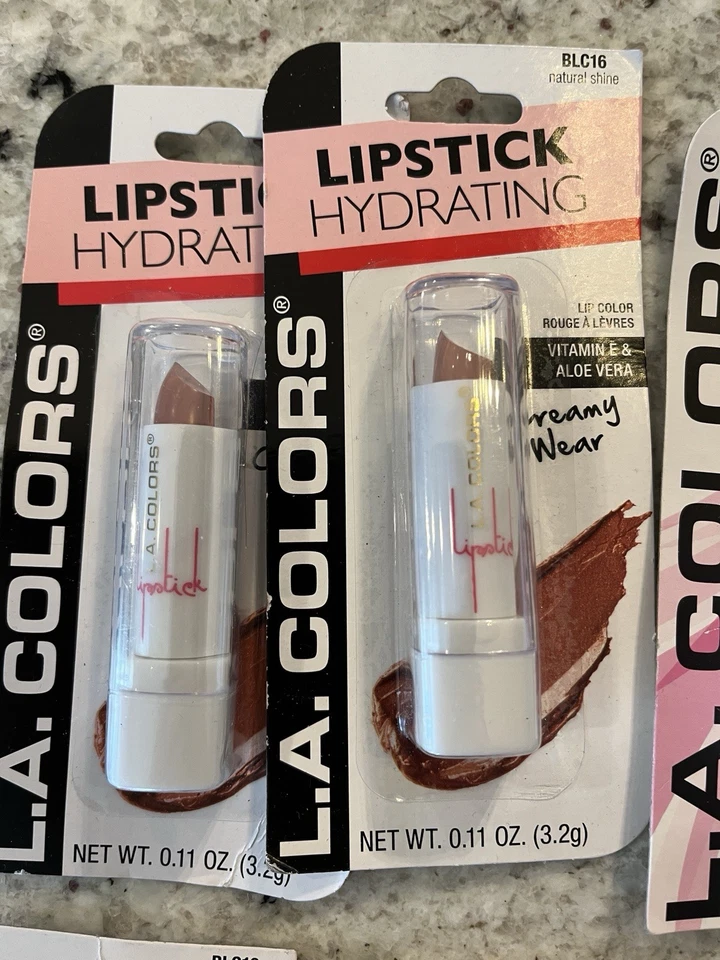 LIPSTIC
HYDRAT
L.A. COLORS®
L.A. COLORS®
lipstick
NET WT. 0.11 OZ. (3.2g)
BLC16
natural shine
LIPSTICK
HYDRATING
L.A. COLORS®
LIP COLOR
ROUGE À LÈVRES
VITAMIN E &
ALOE VERA
creamy
Wear
L.A. COLORS®
lipstick
NET WT. 0.11 OZ. (3.2g)
L.A. COLORS®